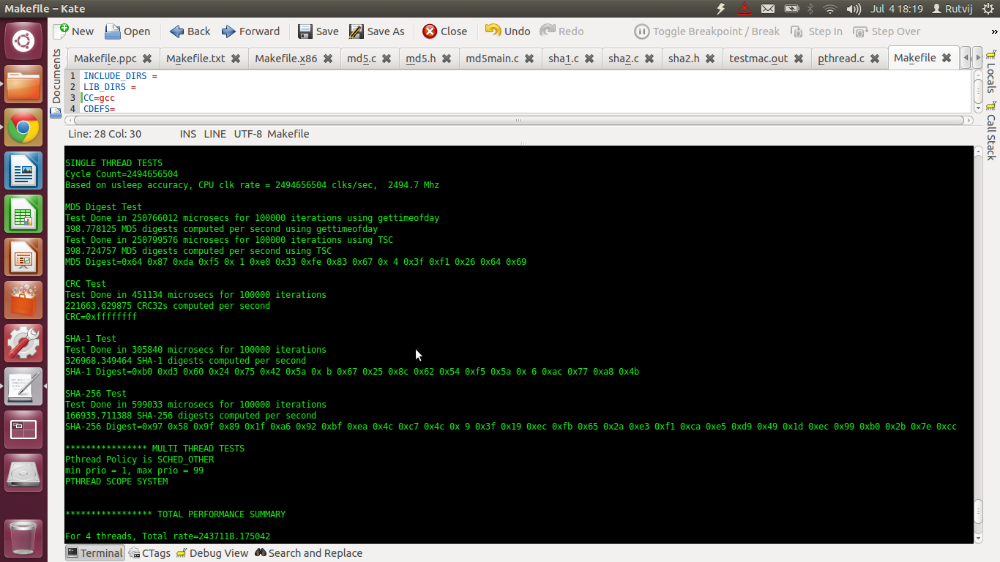 Makefile – Kate
Jul 4 18:19 Rutvij
New Open Back Forward Save Save As Close Undo Redo Toggle Breakpoint / Break Step In Step Over »
Makefile.ppc Makefile.txt Makefile.x86 md5.c md5.h md5main.c sha1.c sha2.c sha2.h testmac.out pthread.c Makefile
Documents
Locals
Call Stack
1 INCLUDE_DIRS =
2 LIB_DIRS =
3 CC=gcc
4 CDEFS=
Line: 28 Col: 30 INS LINE UTF-8 Makefile
SINGLE THREAD TESTS
Cycle Count=2494656504
Based on usleep accuracy, CPU clk rate = 2494656504 clks/sec,  2494.7 Mhz
MD5 Digest Test
Test Done in 250766012 microsecs for 100000 iterations using gettimeofday
398.778125 MD5 digests computed per second using gettimeofday
Test Done in 250799576 microsecs for 100000 iterations using TSC
398.724757 MD5 digests computed per second using TSC
MD5 Digest=0x64 0x87 0xda 0xf5 0x 1 0xe0 0x33 0xfe 0x83 0x67 0x 4 0x3f 0xf1 0x26 0x64 0x69
CRC Test
Test Done in 451134 microsecs for 100000 iterations
221663.629875 CRC32s computed per second
CRC=0xffffffff
SHA-1 Test
Test Done in 305840 microsecs for 100000 iterations
326968.349464 SHA-1 digests computed per second
SHA-1 Digest=0xb0 0xd3 0x60 0x24 0x75 0x42 0x5a 0x b 0x67 0x25 0x8c 0x62 0x54 0xf5 0x5a 0x 6 0xac 0x77 0xa8 0x4b
SHA-256 Test
Test Done in 599033 microsecs for 100000 iterations
166935.711388 SHA-256 digests computed per second
SHA-256 Digest=0x97 0x58 0x9f 0x89 0x1f 0xa6 0x92 0xbf 0xea 0x4c 0xc7 0x4c 0x 9 0x3f 0x19 0xec 0xfb 0x65 0x2a 0xe3 0xf1 0xca 0xe5 0xd9 0x49 0x1d 0xec 0x99 0xb0 0x2b 0x7e 0xcc
**************** MULTI THREAD TESTS
Pthread Policy is SCHED_OTHER
min prio = 1, max prio = 99
PTHREAD SCOPE SYSTEM
***************** TOTAL PERFORMANCE SUMMARY
For 4 threads, Total rate=2437118.175042
Terminal CTags Debug View Search and Replace